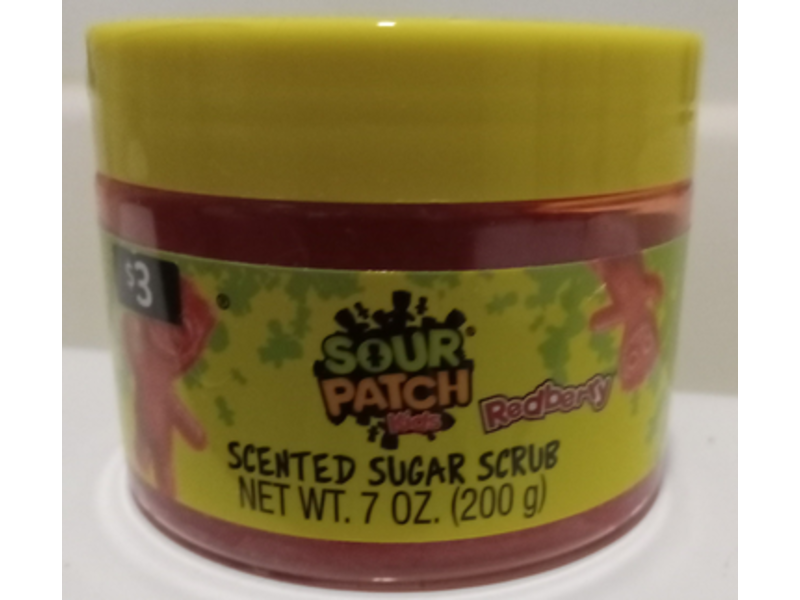 $3
®
SOUR®
PATCH
Kids
Redberry
SCENTED SUGAR SCRUB
NET WT. 7 OZ. (200 g)